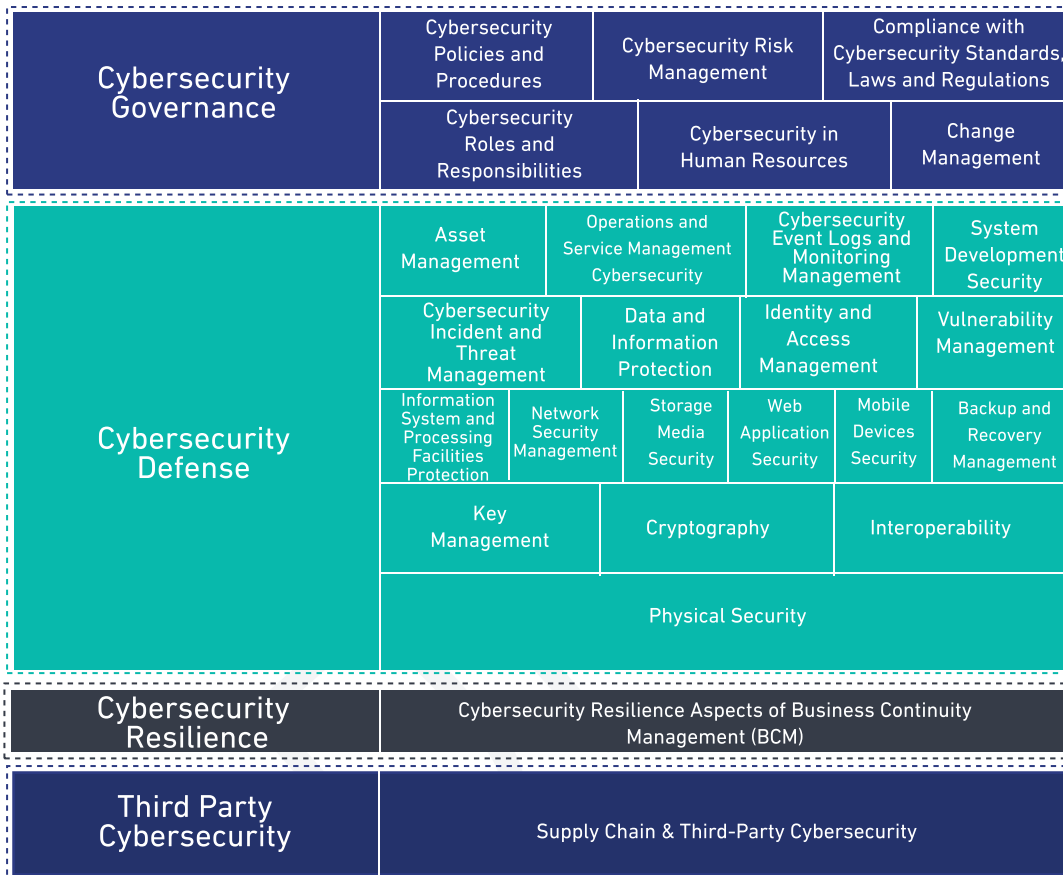 Cybersecurity
Governance
Cybersecurity
Policies and
Procedures
Cybersecurity Risk
Management
Compliance with
Cybersecurity Standards,
Laws and Regulations
Cybersecurity
Roles and
Responsibilities
Cybersecurity in
Human Resources
Change
Management
Cybersecurity
Defense
Asset
Management
Operations and
Service Management
Cybersecurity
Cybersecurity
Event Logs and
Monitoring
Management
System
Development
Security
Cybersecurity
Incident and
Threat
Management
Data and
Information
Protection
Identity and
Access
Management
Vulnerability
Management
Information
System and
Processing
Facilities
Protection
Network
Security
Management
Storage
Media
Security
Web
Application
Security
Mobile
Devices
Security
Backup and
Recovery
Management
Key
Management
Cryptography
Interoperability
Physical Security
Cybersecurity
Resilience
Cybersecurity Resilience Aspects of Business Continuity
Management (BCM)
Third Party
Cybersecurity
Supply Chain & Third-Party Cybersecurity